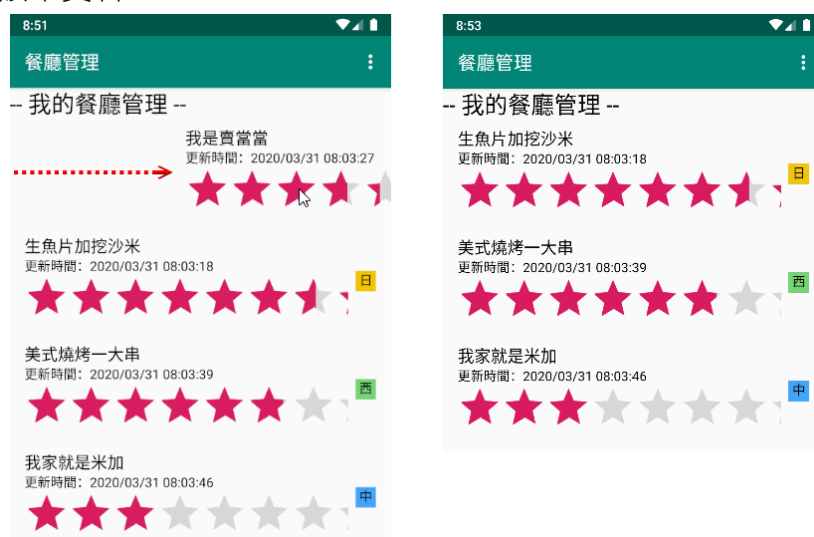 8:51
餐廳管理
-- 我的餐廳管理 --
我是賣當當
更新時間: 2020/03/31 08:03:27
生魚片加挖沙米
更新時間: 2020/03/31 08:03:18
日
美式燒烤一大串
更新時間: 2020/03/31 08:03:39
西
我家就是米加
更新時間: 2020/03/31 08:03:46
中
8:53
餐廳管理
-- 我的餐廳管理 --
生魚片加挖沙米
更新時間: 2020/03/31 08:03:18
日
美式燒烤一大串
更新時間: 2020/03/31 08:03:39
西
我家就是米加
更新時間: 2020/03/31 08:03:46
中